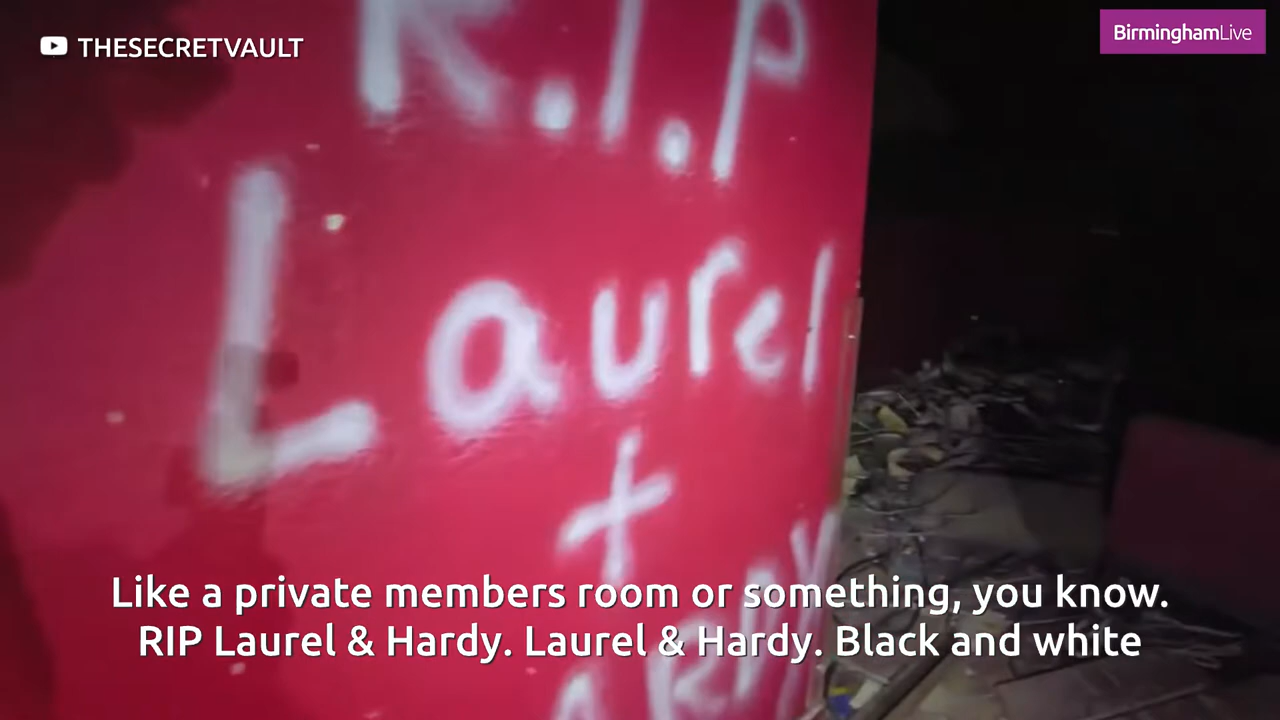 THESECRETVAULT
BirminghamLive
R.I.P
Laurel
+
Like a private members room or something, you know.
RIP Laurel & Hardy. Laurel & Hardy. Black and white